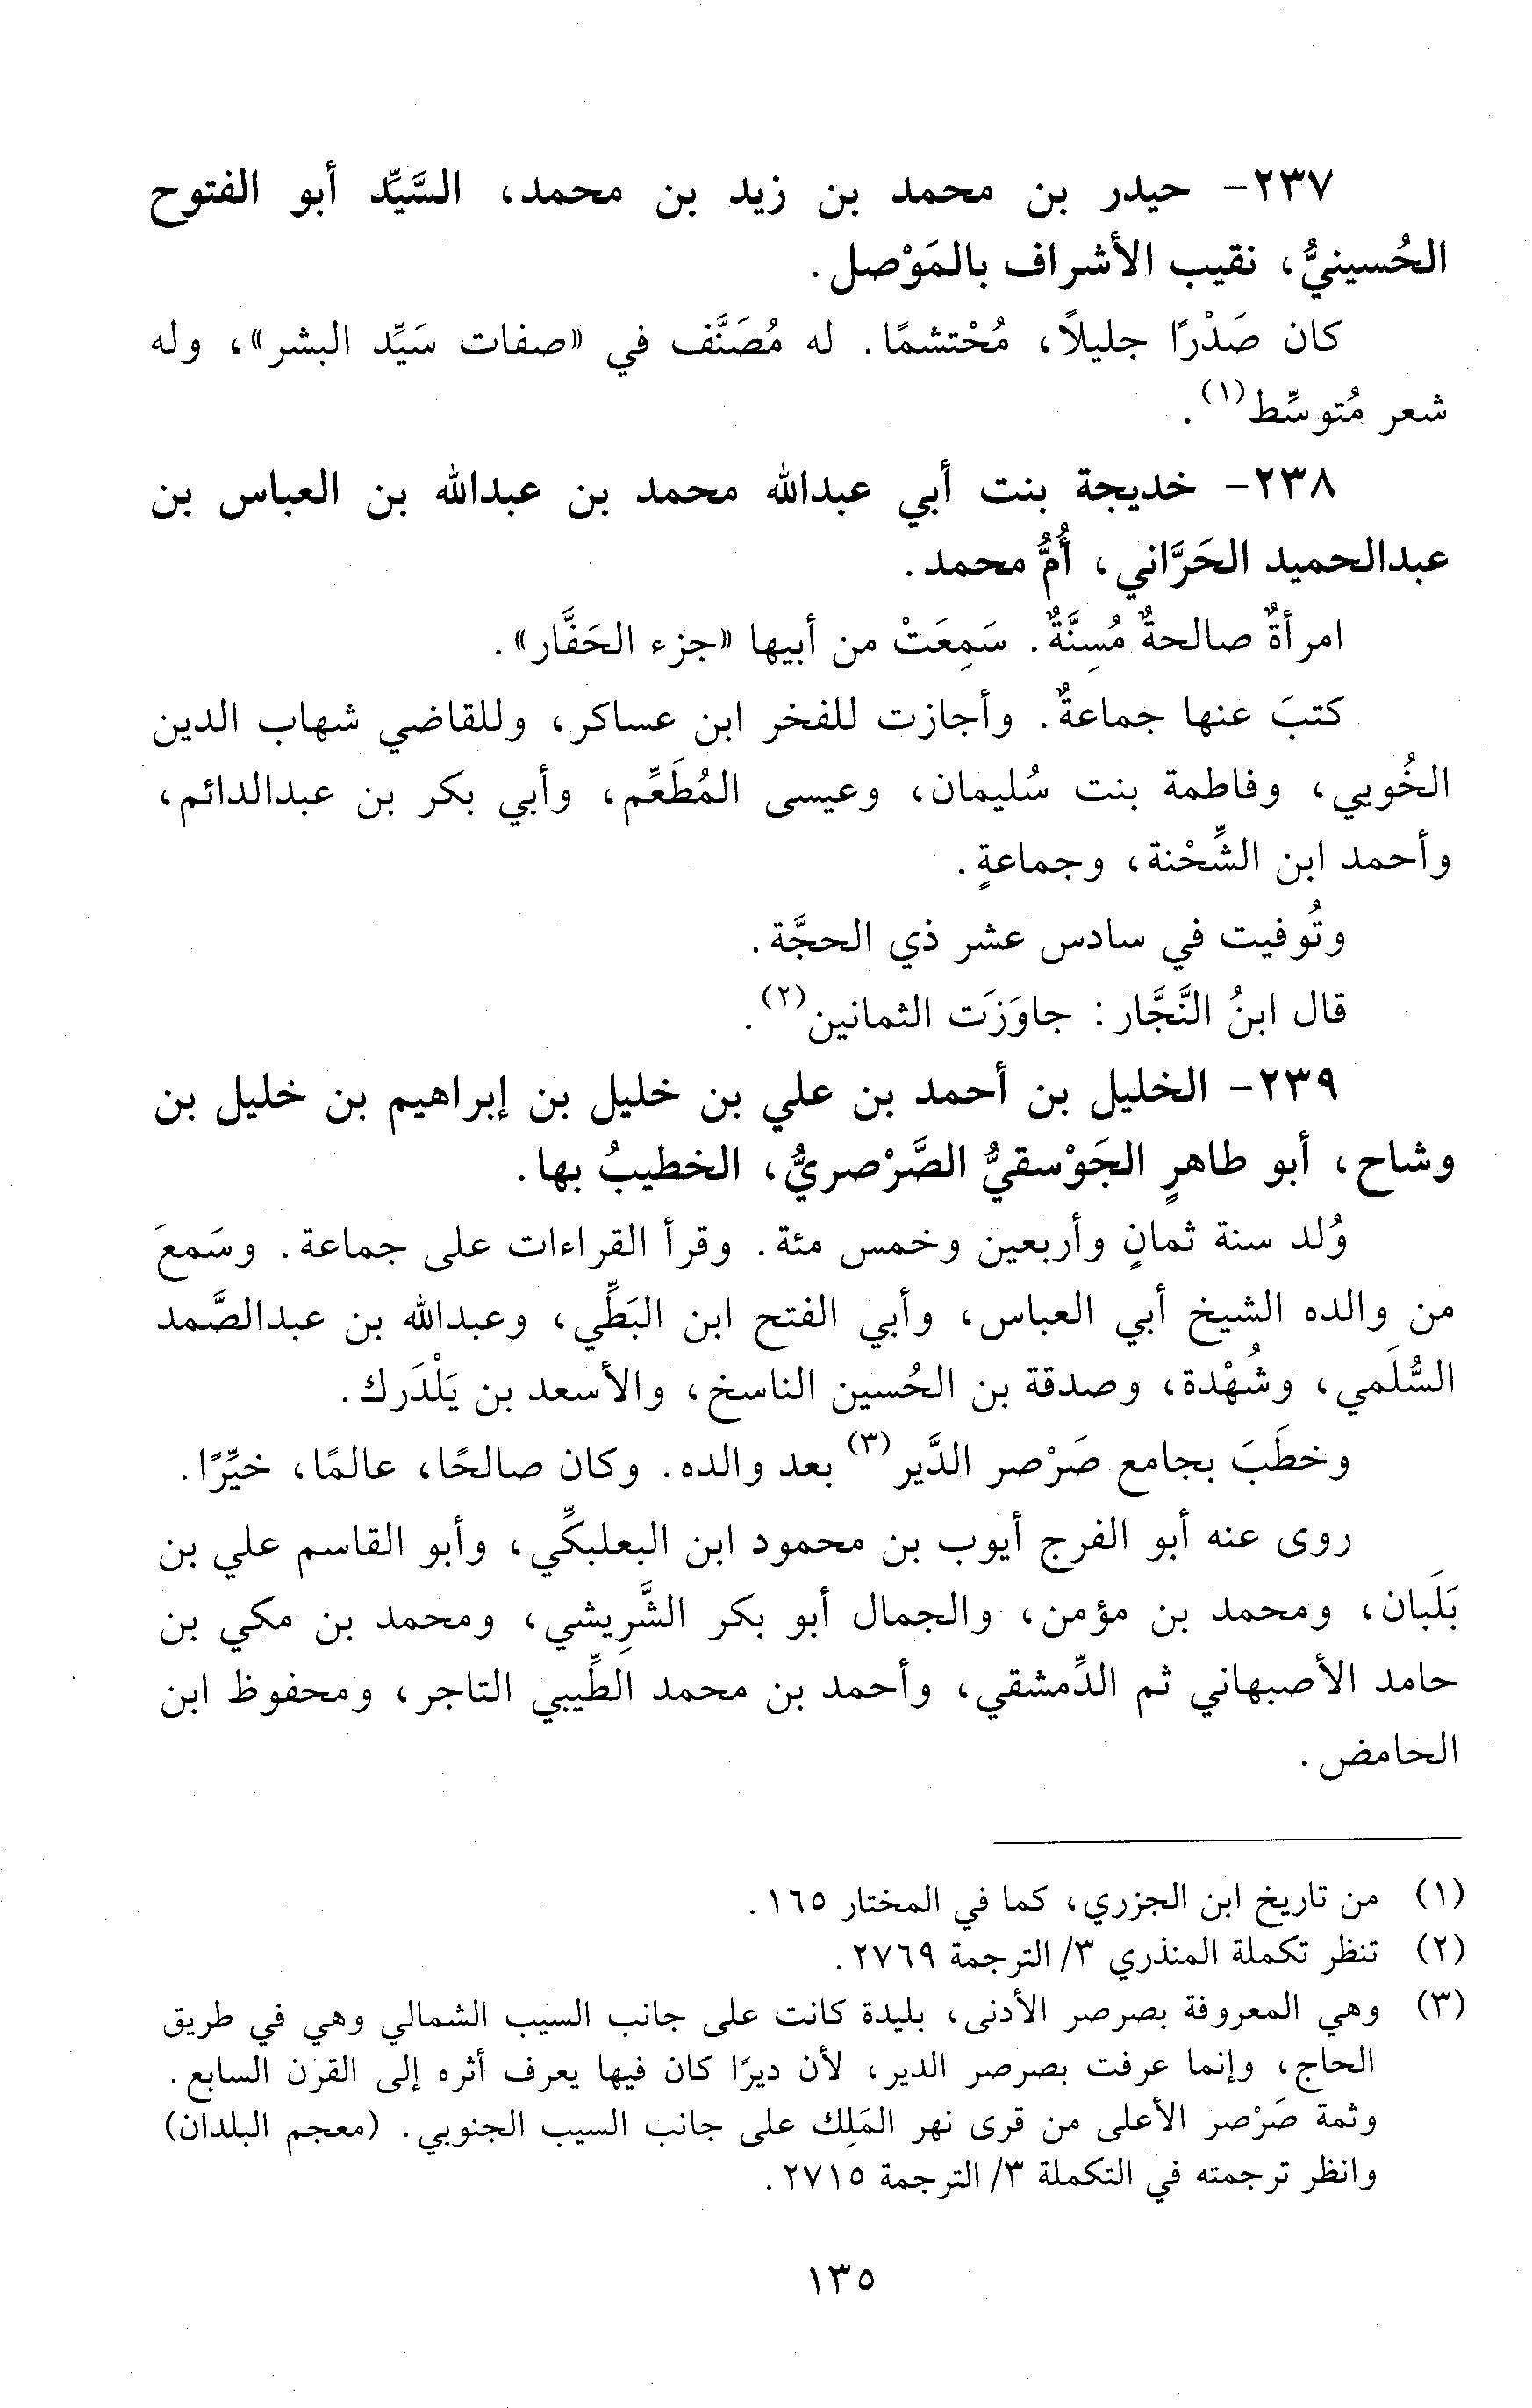 ٢٣٧- حيدر بن محمد بن زيد بن محمد، السَّيِّد أبو الفتوح
الحُسينيُّ، نقيب الأشراف بالمَوْصل.
كان صَدْرًا جليلاً، مُحْتشمًا. له مُصَنَّف في «صفات سَيِّد البشر»، وله
شعر مُتوسِّط(١).
٢٣٨- خديجة بنت أبي عبدالله محمد بن عبدالله بن العباس بن
عبدالحميد الحَرَّاني، أُمُّ محمد.
امرأةٌ صالحةٌ مُسِنَّةٌ. سَمِعَتْ من أبيها «جزء الحَفَّار».
كتبَ عنها جماعةٌ. وأجازت للفخر ابن عساكر، وللقاضي شهاب الدين
الخُويي، وفاطمة بنت سُليمان، وعيسى المُطَعِّم، وأبي بكر بن عبدالدائم،
وأحمد ابن الشِّحْنة، وجماعةٍ.
وتُوفيت في سادس عشر ذي الحجَّة.
قال ابنُ النَّجَّار: جاوَزَت الثمانين(٢).
٢٣٩- الخليل بن أحمد بن علي بن خليل بن إبراهيم بن خليل بن
وشاح، أبو طاهرٍ الجَوْسقيُّ الصَّرْصريُّ، الخطيبُ بها.
وُلد سنة ثمانٍ وأربعين وخمس مئة. وقرأ القراءات على جماعة. وسَمعَ
من والده الشيخ أبي العباس، وأبي الفتح ابن البَطِّي، وعبدالله بن عبدالصَّمد
السُّلَمي، وشُهْدة، وصدقة بن الحُسين الناسخ، والأسعد بن يَلْدَرك.
وخطَبَ بجامع صَرْصر الدَّير(٣) بعد والده. وكان صالحًا، عالمًا، خيِّرًا.
روى عنه أبو الفرج أيوب بن محمود ابن البعلبكِّي، وأبو القاسم علي بن
بَلَبان، ومحمد بن مؤمن، والجمال أبو بكر الشَّرِيشي، ومحمد بن مكي بن
حامد الأصبهاني ثم الدِّمشقي، وأحمد بن محمد الطِّيبي التاجر، ومحفوظ ابن
الحامض.
(١) من تاريخ ابن الجزري، كما في المختار ١٦٥.
(٢) تنظر تكملة المنذري ٣/ الترجمة ٢٧٦٩.
(٣) وهي المعروفة بصرصر الأدنى، بليدة كانت على جانب السيب الشمالي وهي في طريق
الحاج، وإنما عرفت بصرصر الدير، لأن ديرًا كان فيها يعرف أثره إلى القرن السابع.
وثمة صَرْصر الأعلى من قرى نهر المَلِك على جانب السيب الجنوبي. (معجم البلدان)
وانظر ترجمته في التكملة ٣/ الترجمة ٢٧١٥.
١٣٥